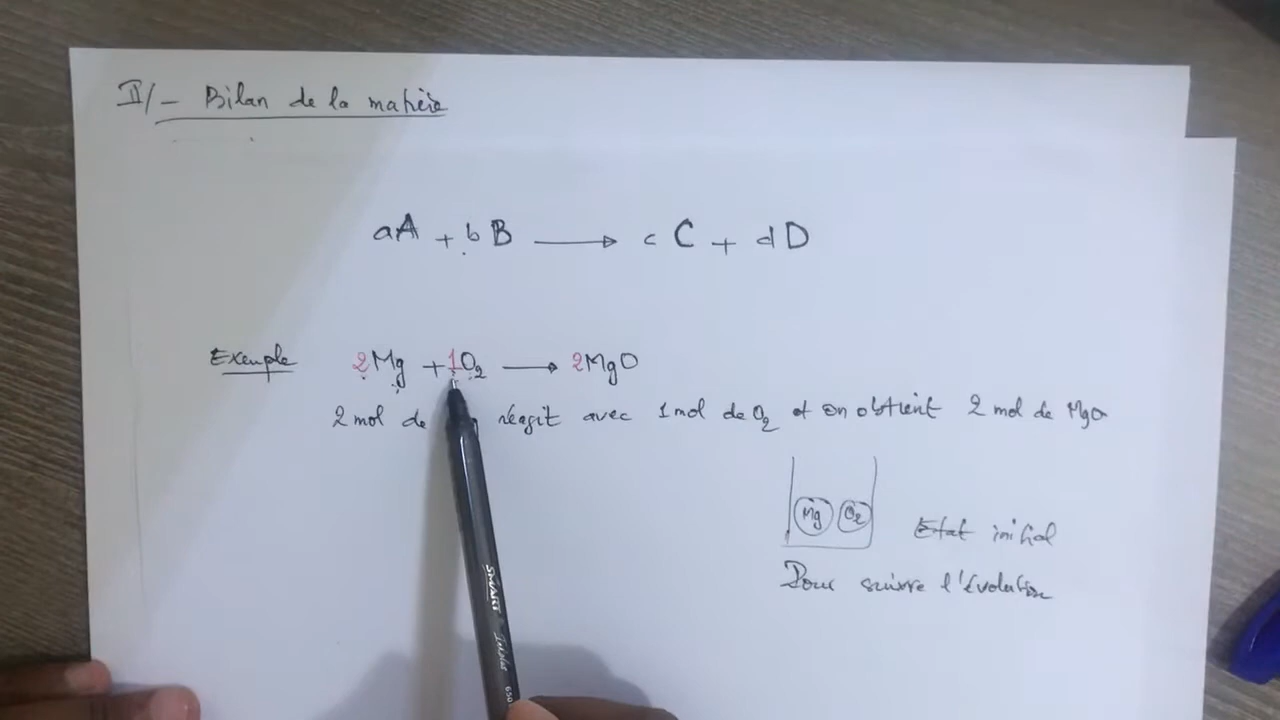 II/- Bilan de la matière
aA + bB → cC + dD
Exemple 2Mg + 1O₂ → 2MgO
2 mol de réagit avec 1 mol de O₂ et on obtient 2 mol de MgO
Mg O₂
Etat initial
Pour suivre l'évolution
SMART